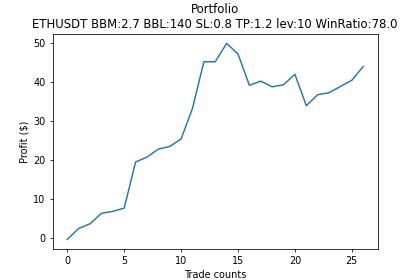 Portfolio
ETHUSDT BBM:2.7 BBL:140 SL:0.8 TP:1.2 lev:10 WinRatio:78.0
50
40
30
20
10
0
Profit ($)
0 5 10 15 20 25
Trade counts